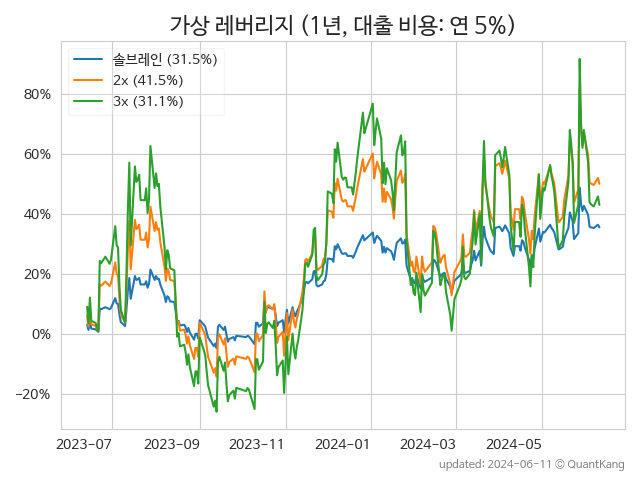 가상 레버리지 (1년, 대출 비용: 연 5%)
솔브레인 (31.5%)
2x (41.5%)
3x (31.1%)
80%
60%
40%
20%
0%
−20%
2023-07 2023-09 2023-11 2024-01 2024-03 2024-05
updated: 2024-06-11 © QuantKang